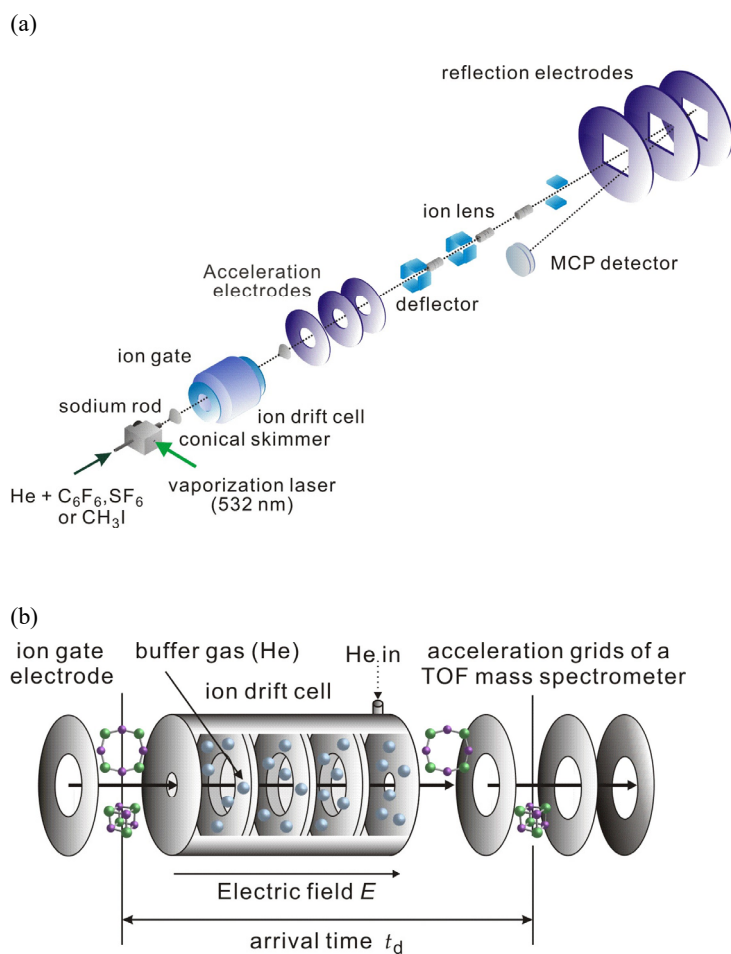 (a)
reflection electrodes
ion lens
MCP detector
Acceleration
electrodes
deflector
ion gate
sodium rod
ion drift cell
conical skimmer
He + C₆F₆,SF₆
or CH₃I
vaporization laser
(532 nm)
(b)
ion gate
electrode
buffer gas (He)
He in
acceleration grids of a
TOF mass spectrometer
ion drift cell
Electric field E
arrival time t_d